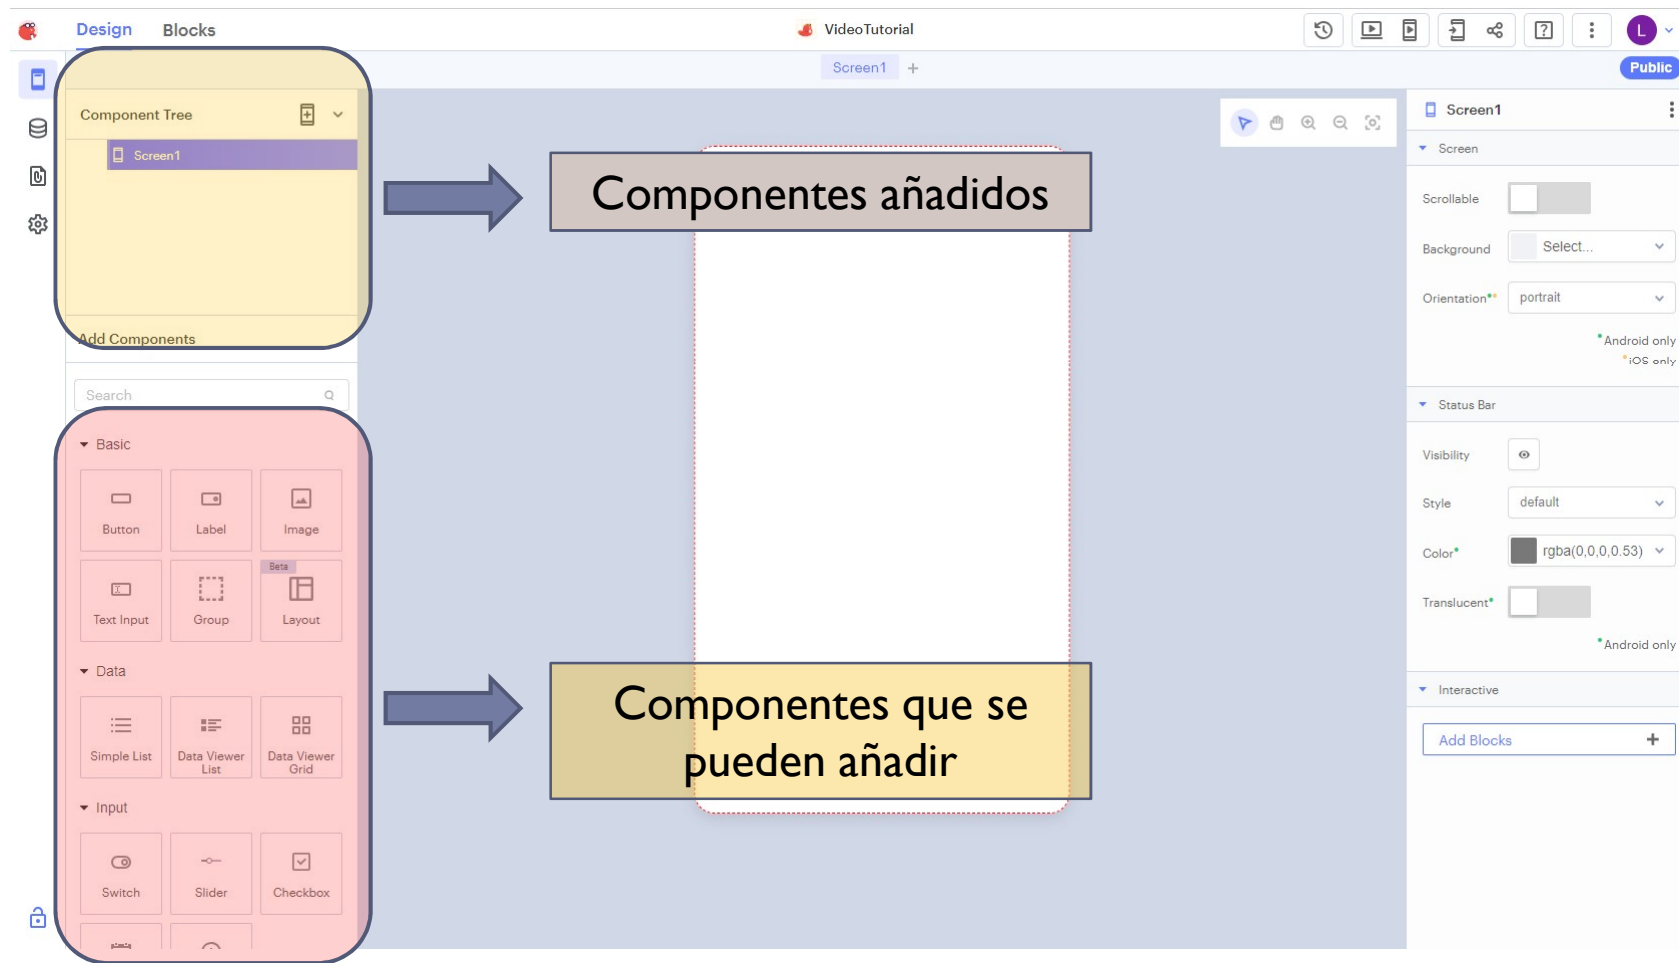 Design Blocks
VideoTutorial
L
Screen1 +
Public
Component Tree
Screen1
Add Components
Search
Basic
Button Label Image
Beta
Text Input Group Layout
Data
Simple List Data Viewer List Data Viewer Grid
Input
Switch Slider Checkbox
Componentes añadidos
Componentes que se
pueden añadir
Screen1
Screen
Scrollable
Background Select...
Orientation** portrait
*Android only
*iOS only
Status Bar
Visibility
Style default
Color* rgba(0,0,0,0.53)
Translucent*
*Android only
Interactive
Add Blocks +